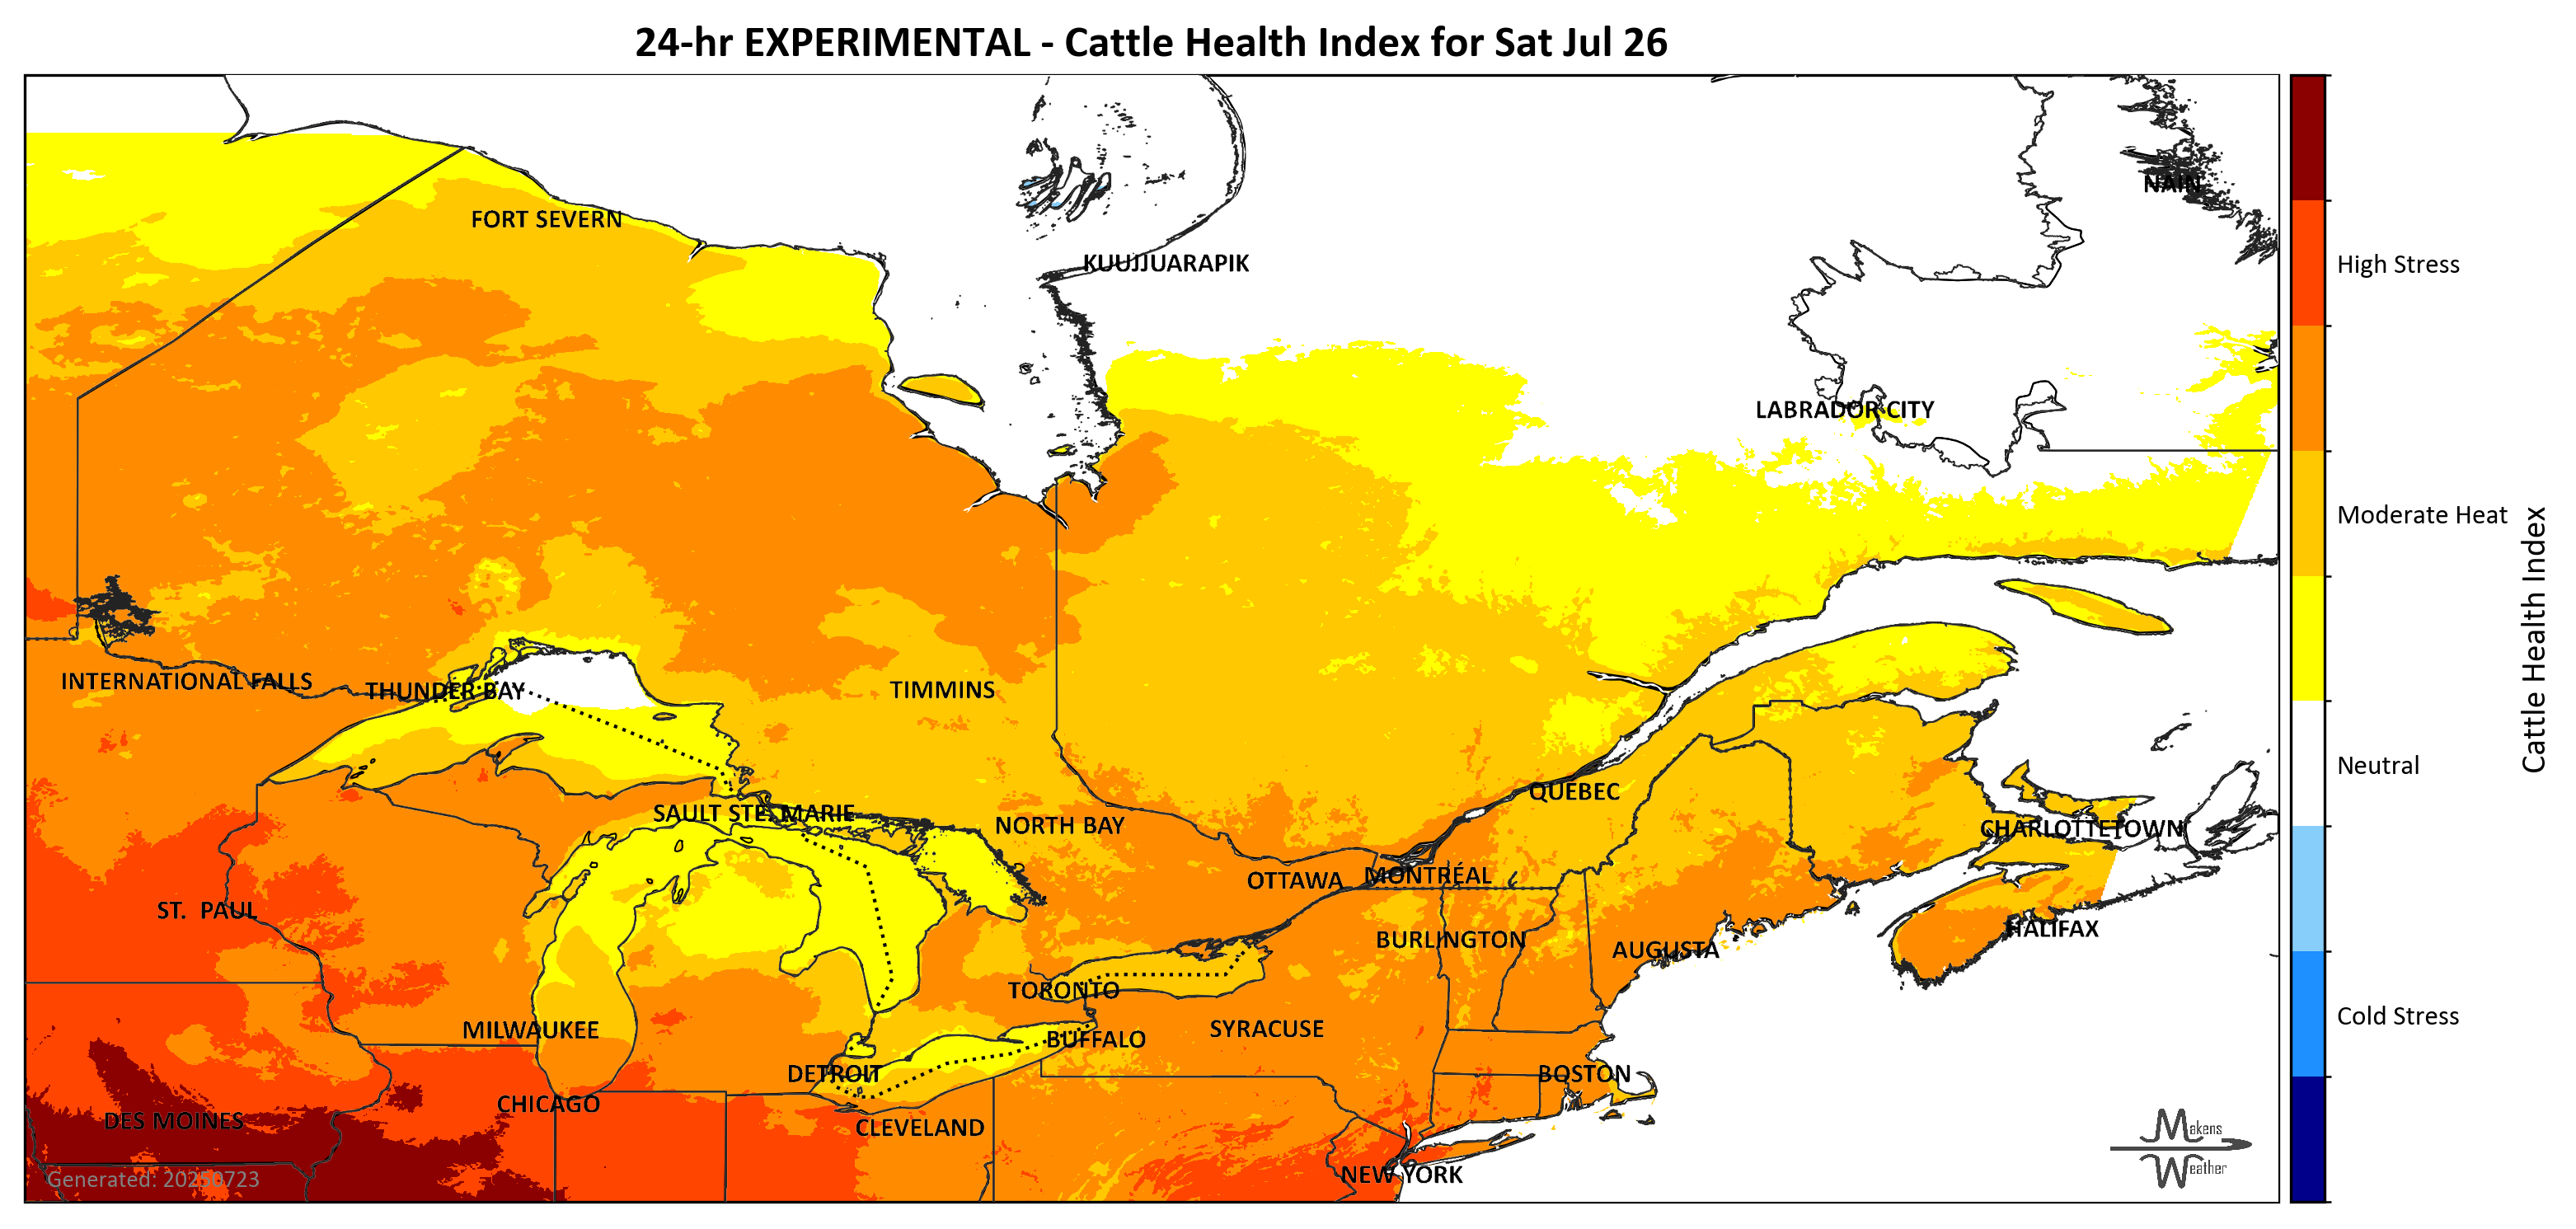 24-hr EXPERIMENTAL - Cattle Health Index for Sat Jul 26
NAIN
FORT SEVERN
KUUJJUARAPIK
High Stress
LABRADOR CITY
Moderate Heat
Cattle Health Index
INTERNATIONAL FALLS
THUNDER BAY
TIMMINS
Neutral
QUEBEC
SAULT STE. MARIE
NORTH BAY
CHARLOTTETOWN
OTTAWA
MONTRÉAL
ST. PAUL
HALIFAX
BURLINGTON
AUGUSTA
TORONTO
Cold Stress
MILWAUKEE
SYRACUSE
BUFFALO
DETROIT
BOSTON
CHICAGO
DES MOINES
CLEVELAND
Makens
Weather
NEW YORK
Generated: 20250723